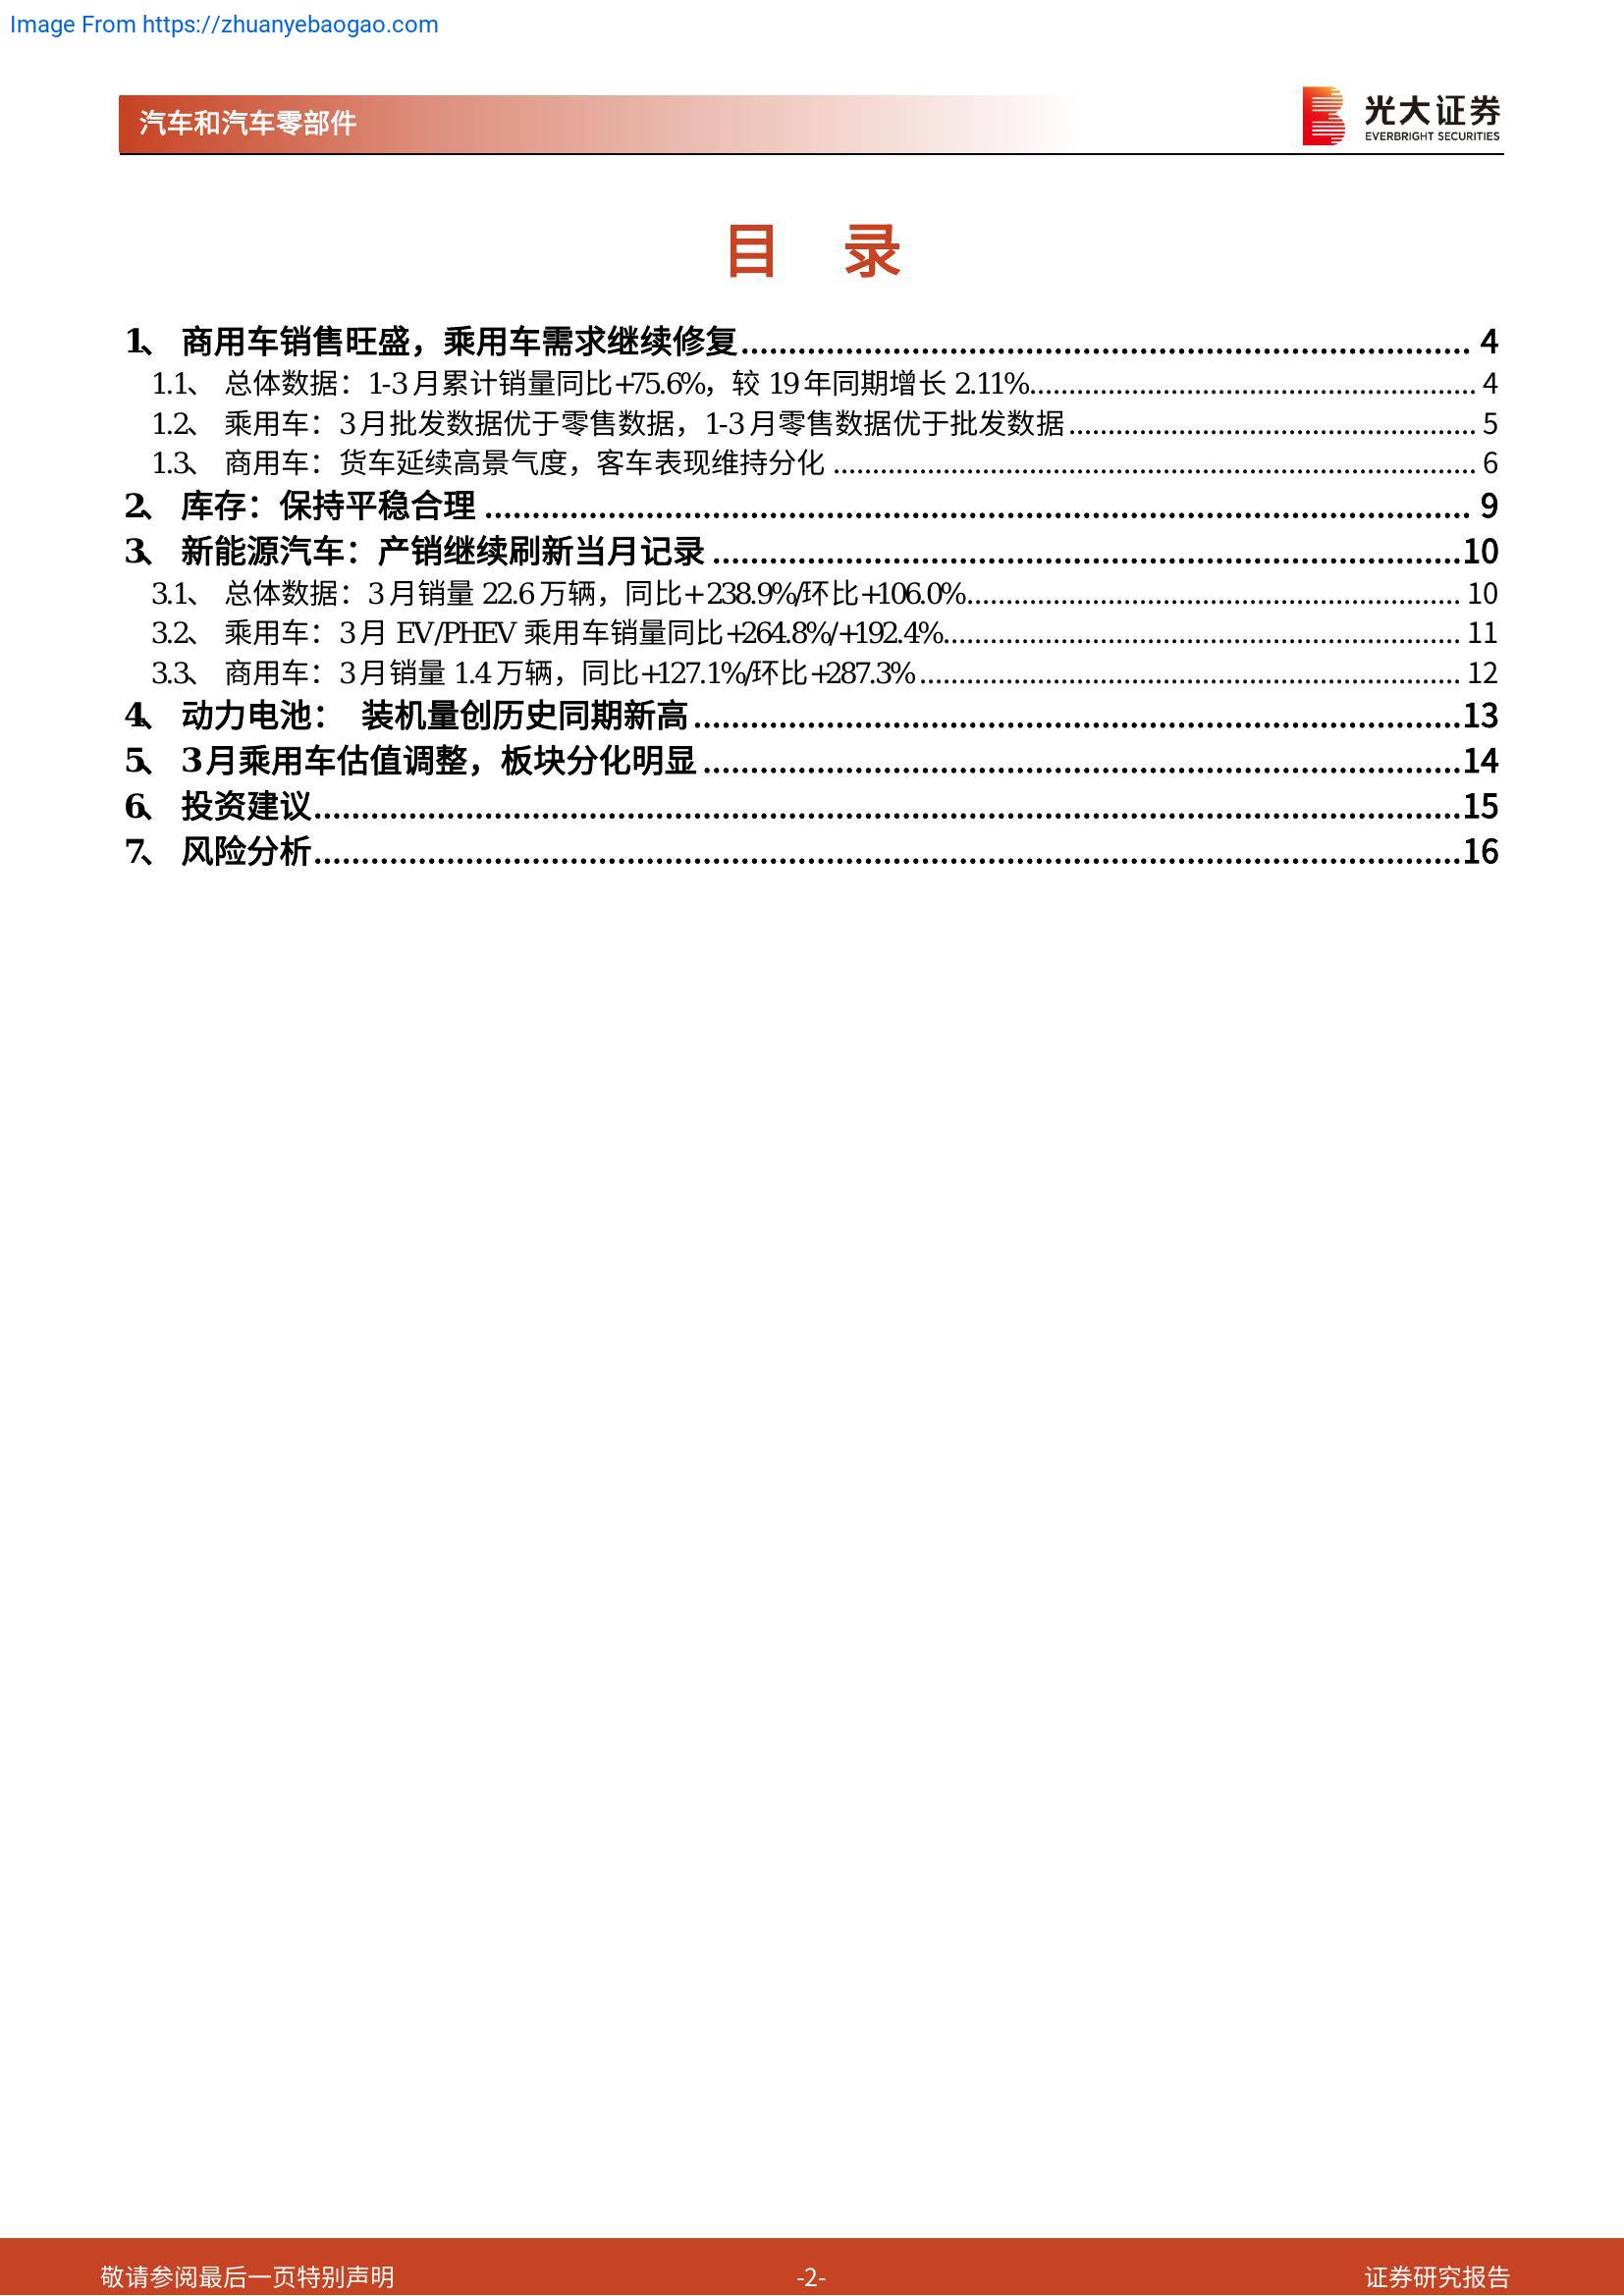 Image From https://zhuanyebaogao.com
汽车和汽车零部件
光大证券
EVERBRIGHT SECURITIES
目 录
1、 商用车销售旺盛，乘用车需求继续修复 4
1.1、 总体数据：1-3 月累计销量同比+75.6%，较 19 年同期增长 2.11% 4
1.2、 乘用车：3 月批发数据优于零售数据，1-3 月零售数据优于批发数据 5
1.3、 商用车：货车延续高景气度，客车表现维持分化 6
2、 库存：保持平稳合理 9
3、 新能源汽车：产销继续刷新当月记录 10
3.1、 总体数据：3 月销量 22.6 万辆，同比+ 238.9%/环比+106.0% 10
3.2、 乘用车：3 月 EV/PHEV 乘用车销量同比+264.8%/+192.4% 11
3.3、 商用车：3 月销量 1.4 万辆，同比+127.1%/环比+287.3% 12
4、 动力电池： 装机量创历史同期新高 13
5、 3 月乘用车估值调整，板块分化明显 14
6、 投资建议 15
7、 风险分析 16
敬请参阅最后一页特别声明 -2- 证券研究报告